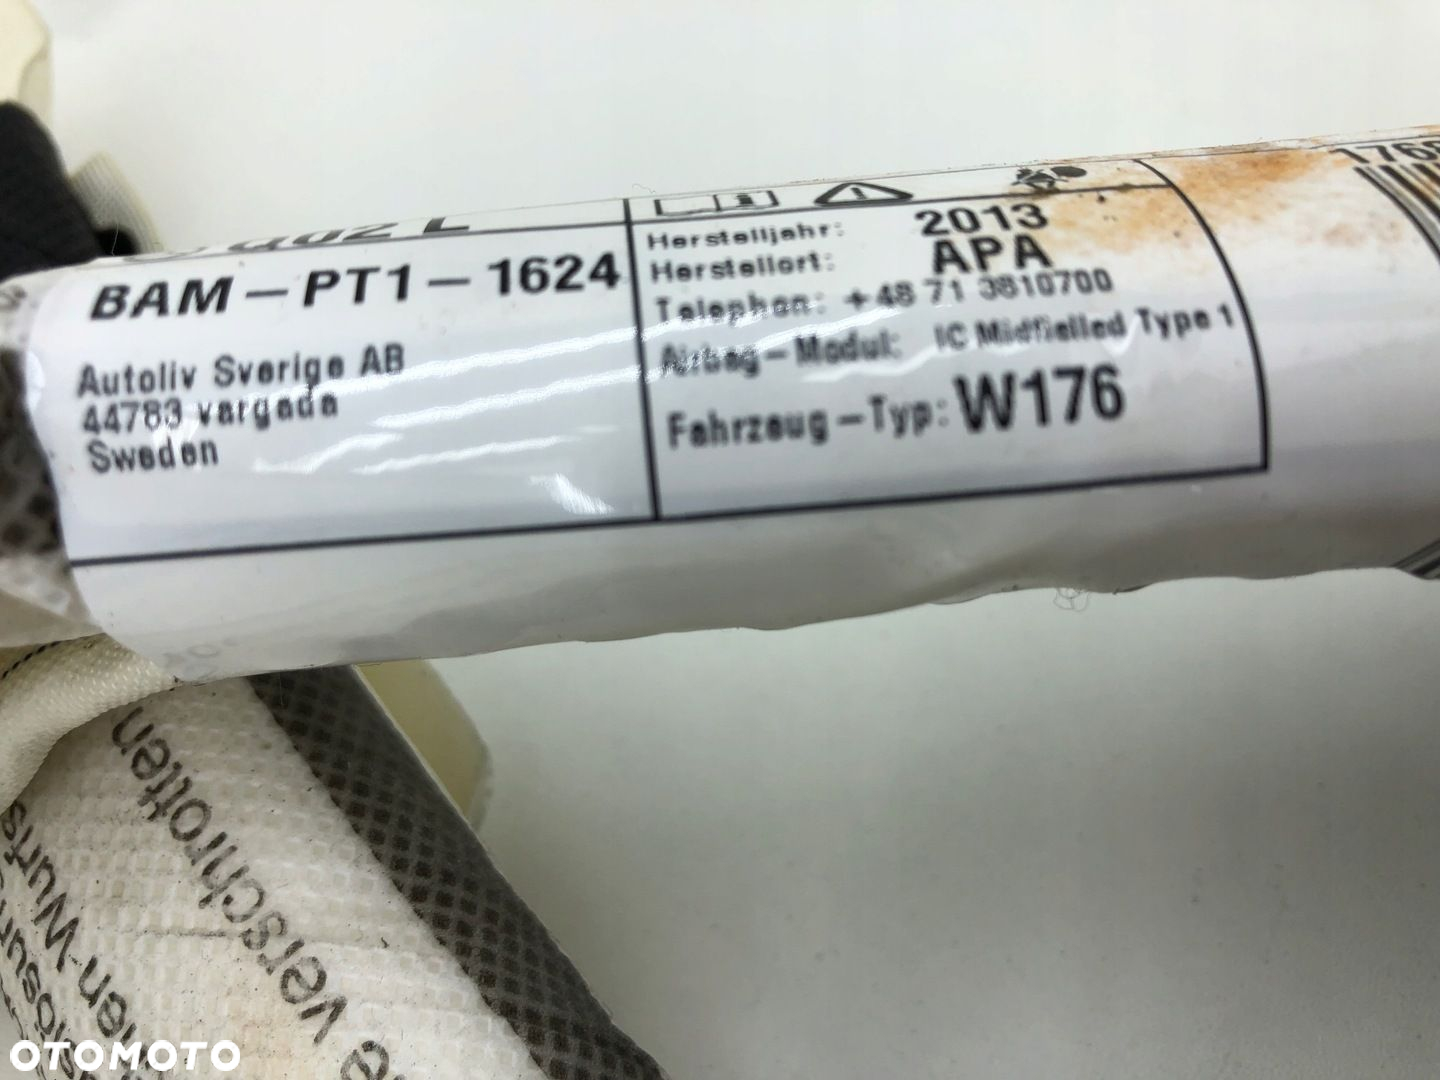 BAM-PT1-1624
Autoliv Sverige AB
44783 vargada
Sweden
Herstelljahr: 2013
Herstellort: APA
Telephon: +48 71 3810700
Airbag-Modul: IC Midfielled Type 1
Fahrzeug-Typ: W176
verschrotten
OTOMOTO